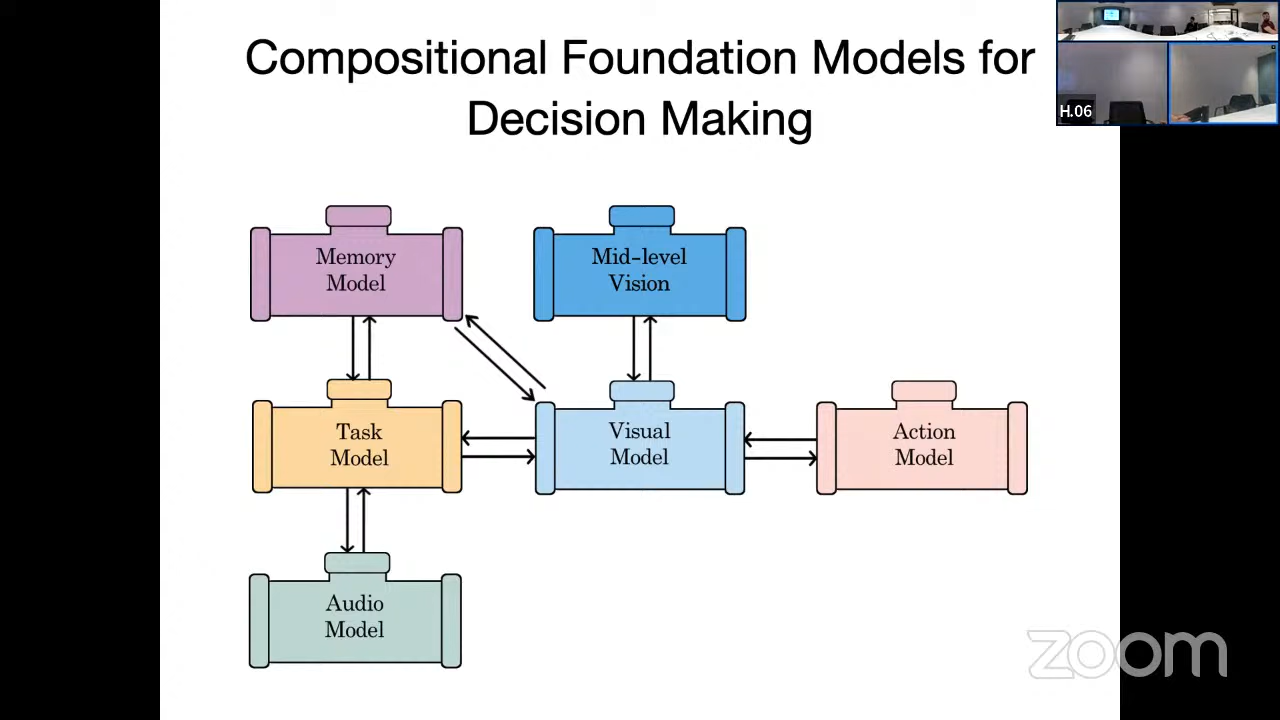 Compositional Foundation Models for
Decision Making
H.06
Memory
Model
Mid-level
Vision
Task
Model
Visual
Model
Action
Model
Audio
Model
zoom